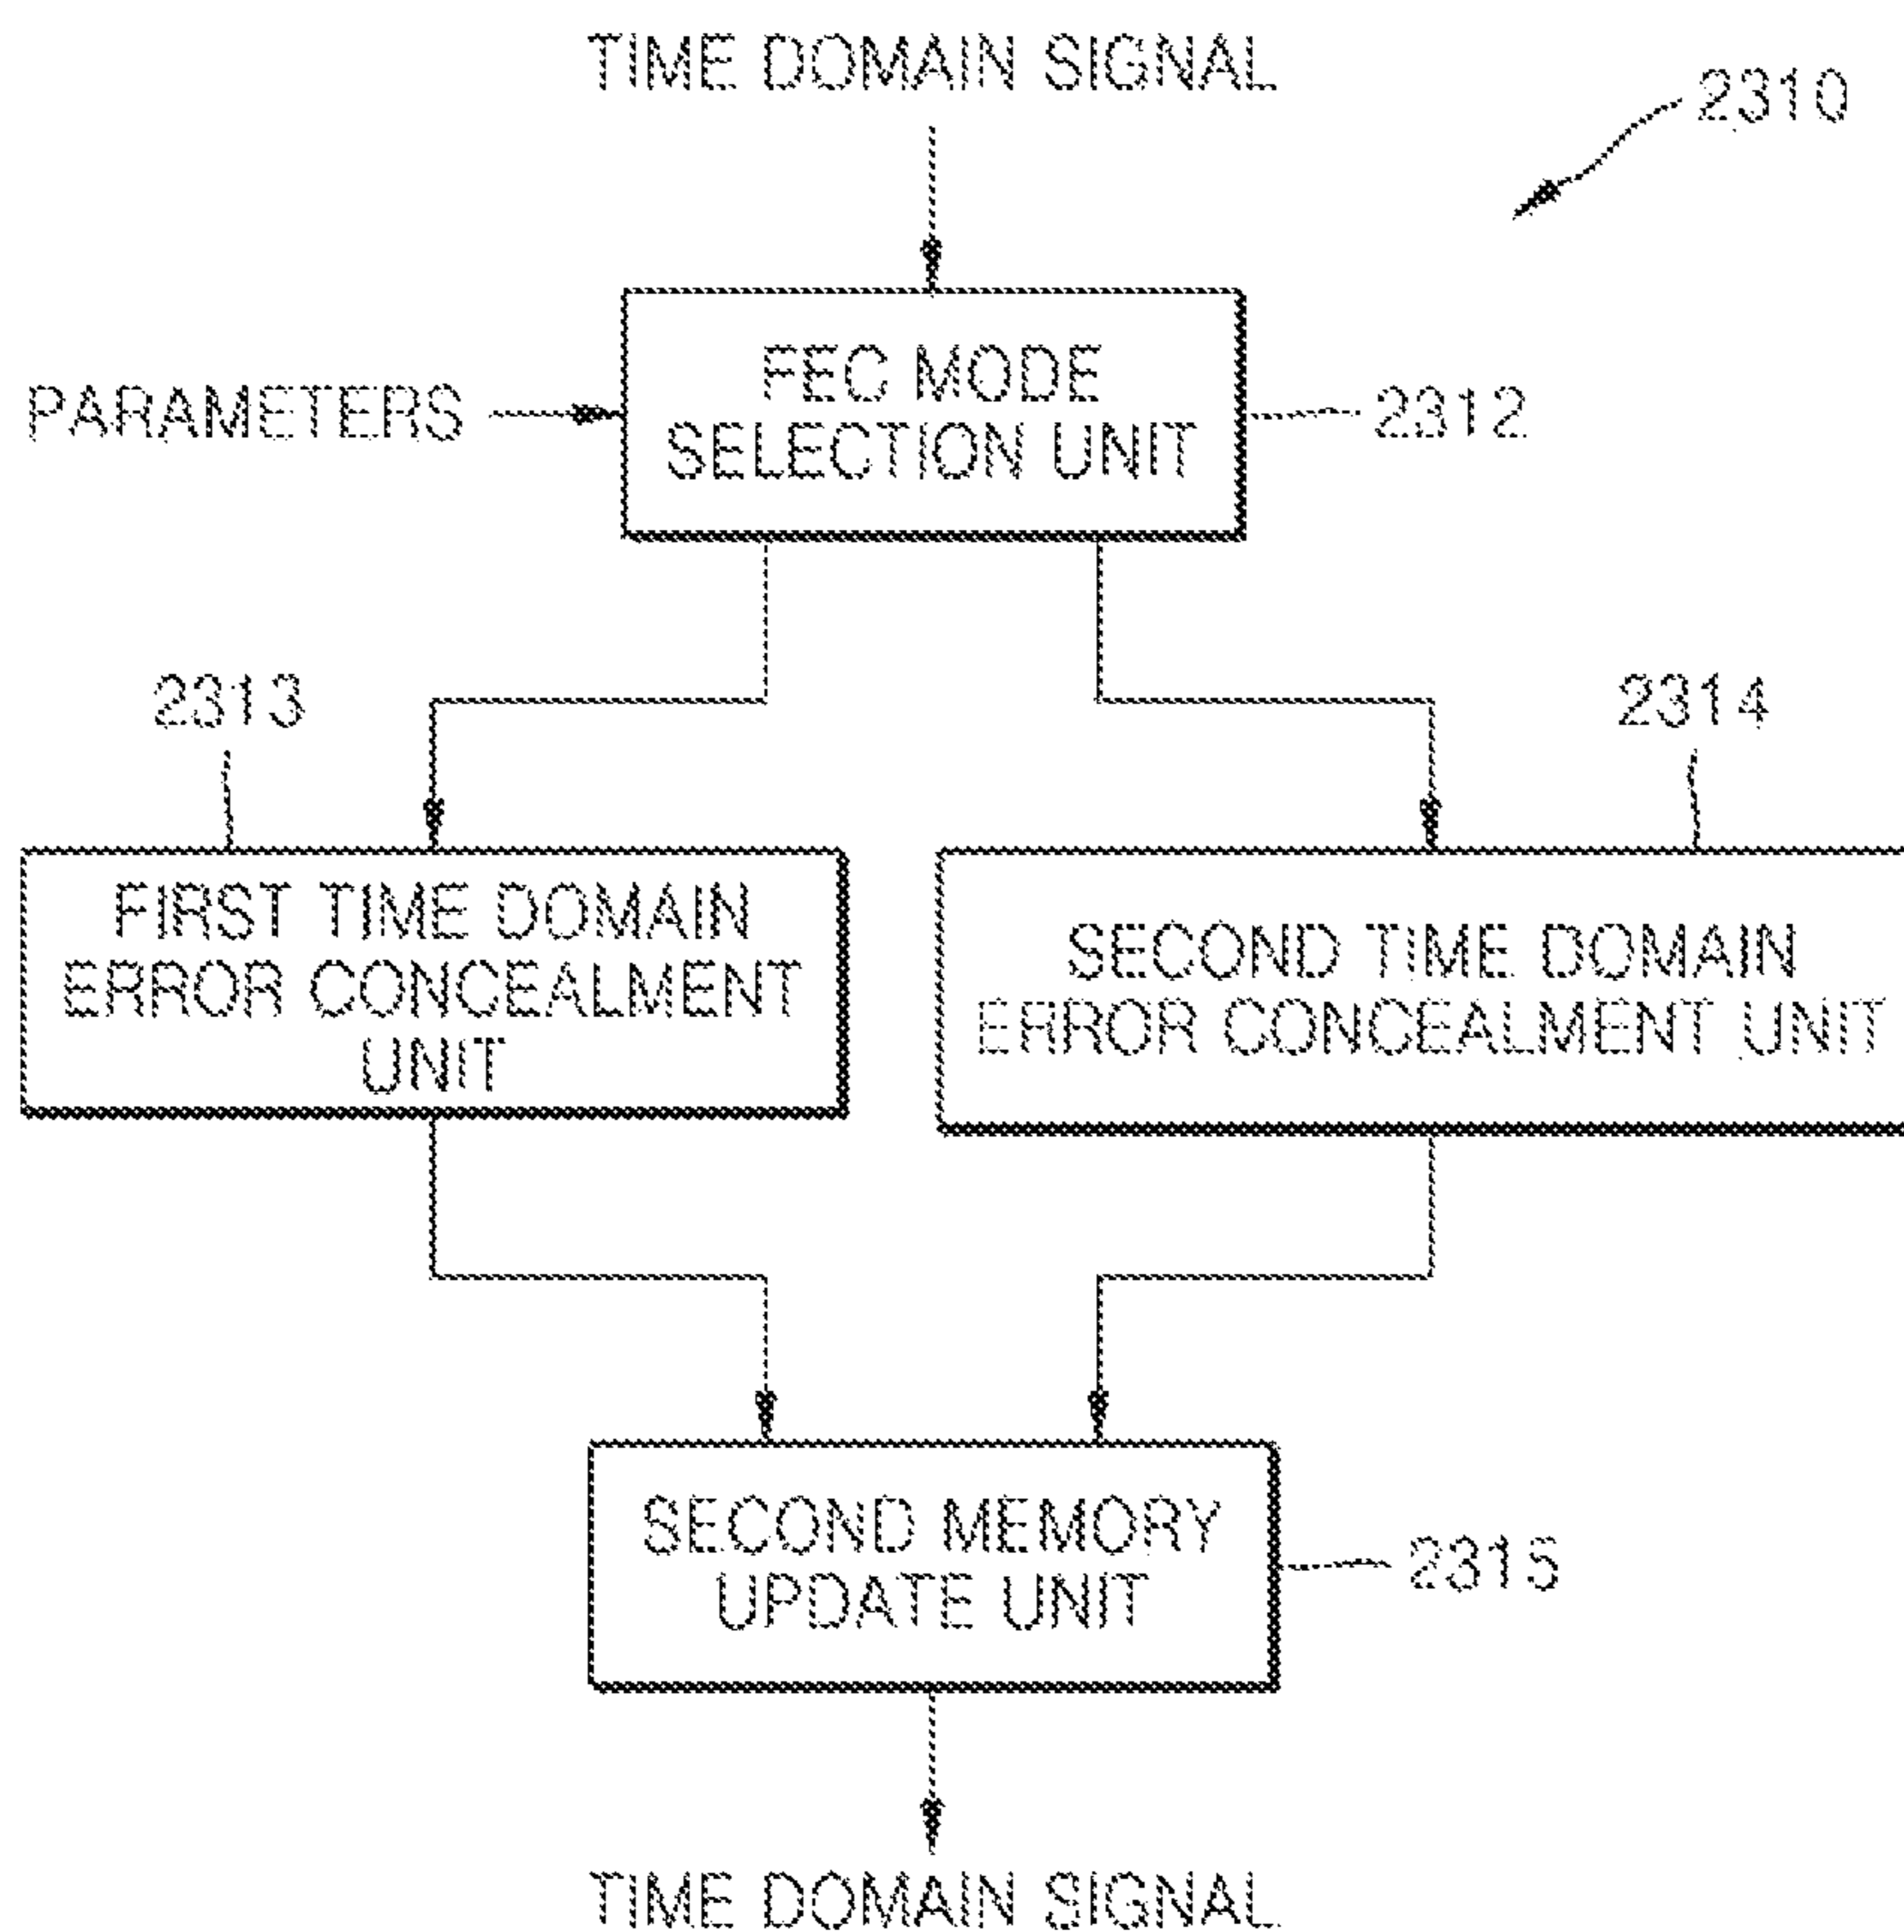 TIME DOMAIN SIGNAL
2310
FEC MODE
SELECTION UNIT
PARAMETERS
2312
2313
2314
FIRST TIME DOMAIN
ERROR CONCEALMENT
UNIT
SECOND TIME DOMAIN
ERROR CONCEALMENT UNIT
SECOND MEMORY
UPDATE UNIT
2315
TIME DOMAIN SIGNAL